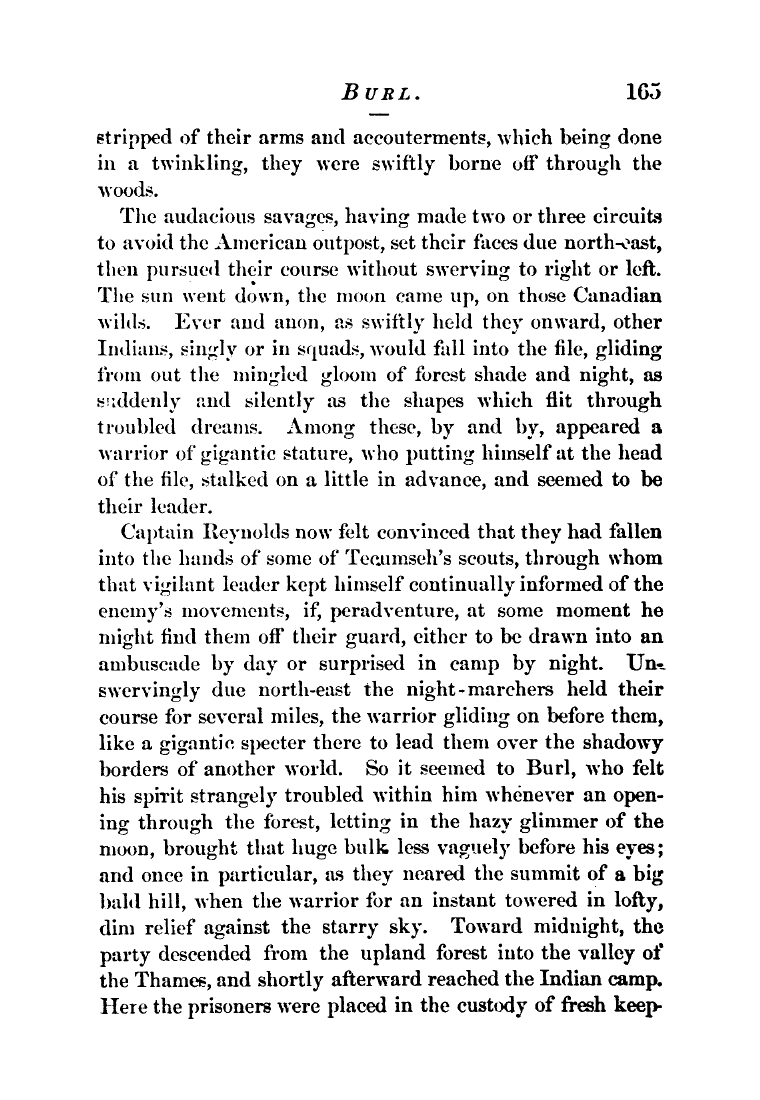 BURL. 165
stripped of their arms and accouterments, which being done
in a twinkling, they were swiftly borne off through the
woods.
The audacious savages, having made two or three circuits
to avoid the American outpost, set their faces due north-east,
then pursued their course without swerving to right or left.
The sun went down, the moon came up, on those Canadian
wilds. Ever and anon, as swiftly held they onward, other
Indians, singly or in squads, would fall into the file, gliding
from out the mingled gloom of forest shade and night, as
suddenly and silently as the shapes which flit through
troubled dreams. Among these, by and by, appeared a
warrior of gigantic stature, who putting himself at the head
of the file, stalked on a little in advance, and seemed to be
their leader.
Captain Reynolds now felt convinced that they had fallen
into the hands of some of Tecumseh's scouts, through whom
that vigilant leader kept himself continually informed of the
enemy's movements, if, peradventure, at some moment he
might find them off their guard, either to be drawn into an
ambuscade by day or surprised in camp by night. Un-
swervingly due north-east the night-marchers held their
course for several miles, the warrior gliding on before them,
like a gigantic specter there to lead them over the shadowy
borders of another world. So it seemed to Burl, who felt
his spirit strangely troubled within him whenever an open-
ing through the forest, letting in the hazy glimmer of the
moon, brought that huge bulk less vaguely before his eyes;
and once in particular, as they neared the summit of a big
bald hill, when the warrior for an instant towered in lofty,
dim relief against the starry sky. Toward midnight, the
party descended from the upland forest into the valley of
the Thames, and shortly afterward reached the Indian camp.
Here the prisoners were placed in the custody of fresh keep-